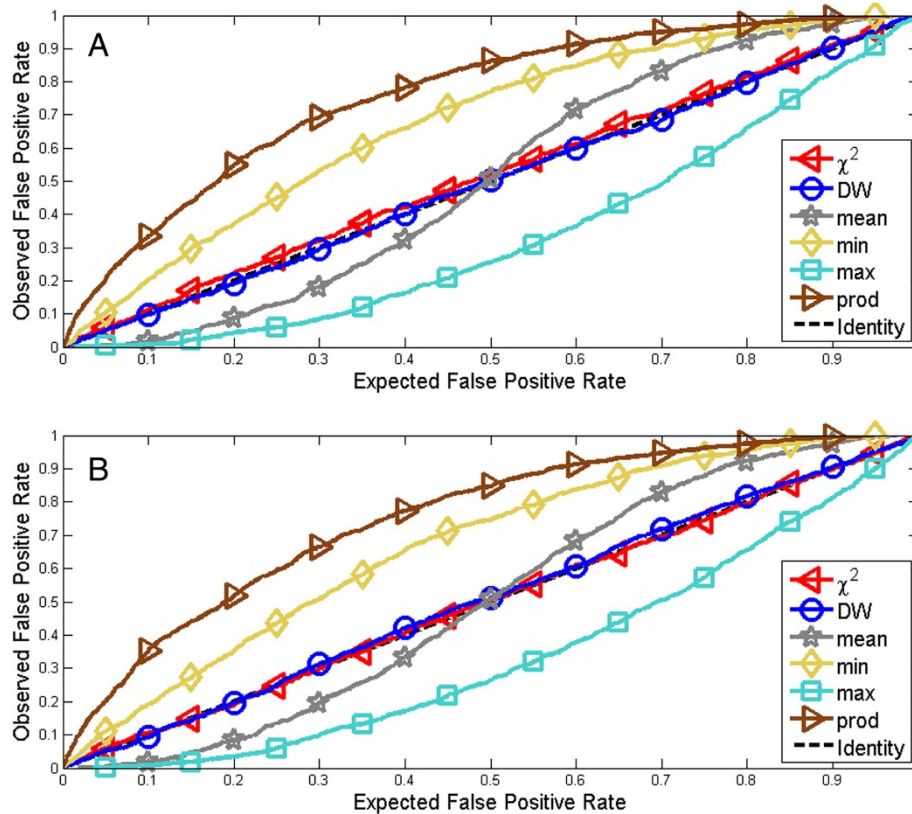 A
Observed False Positive Rate
1
0.9
0.8
0.7
0.6
0.5
0.4
0.3
0.2
0.1
0
0 0.1 0.2 0.3 0.4 0.5 0.6 0.7 0.8 0.9
Expected False Positive Rate
χ²
DW
mean
min
max
prod
Identity
B
Observed False Positive Rate
1
0.9
0.8
0.7
0.6
0.5
0.4
0.3
0.2
0.1
0
0 0.1 0.2 0.3 0.4 0.5 0.6 0.7 0.8 0.9
Expected False Positive Rate
χ²
DW
mean
min
max
prod
Identity